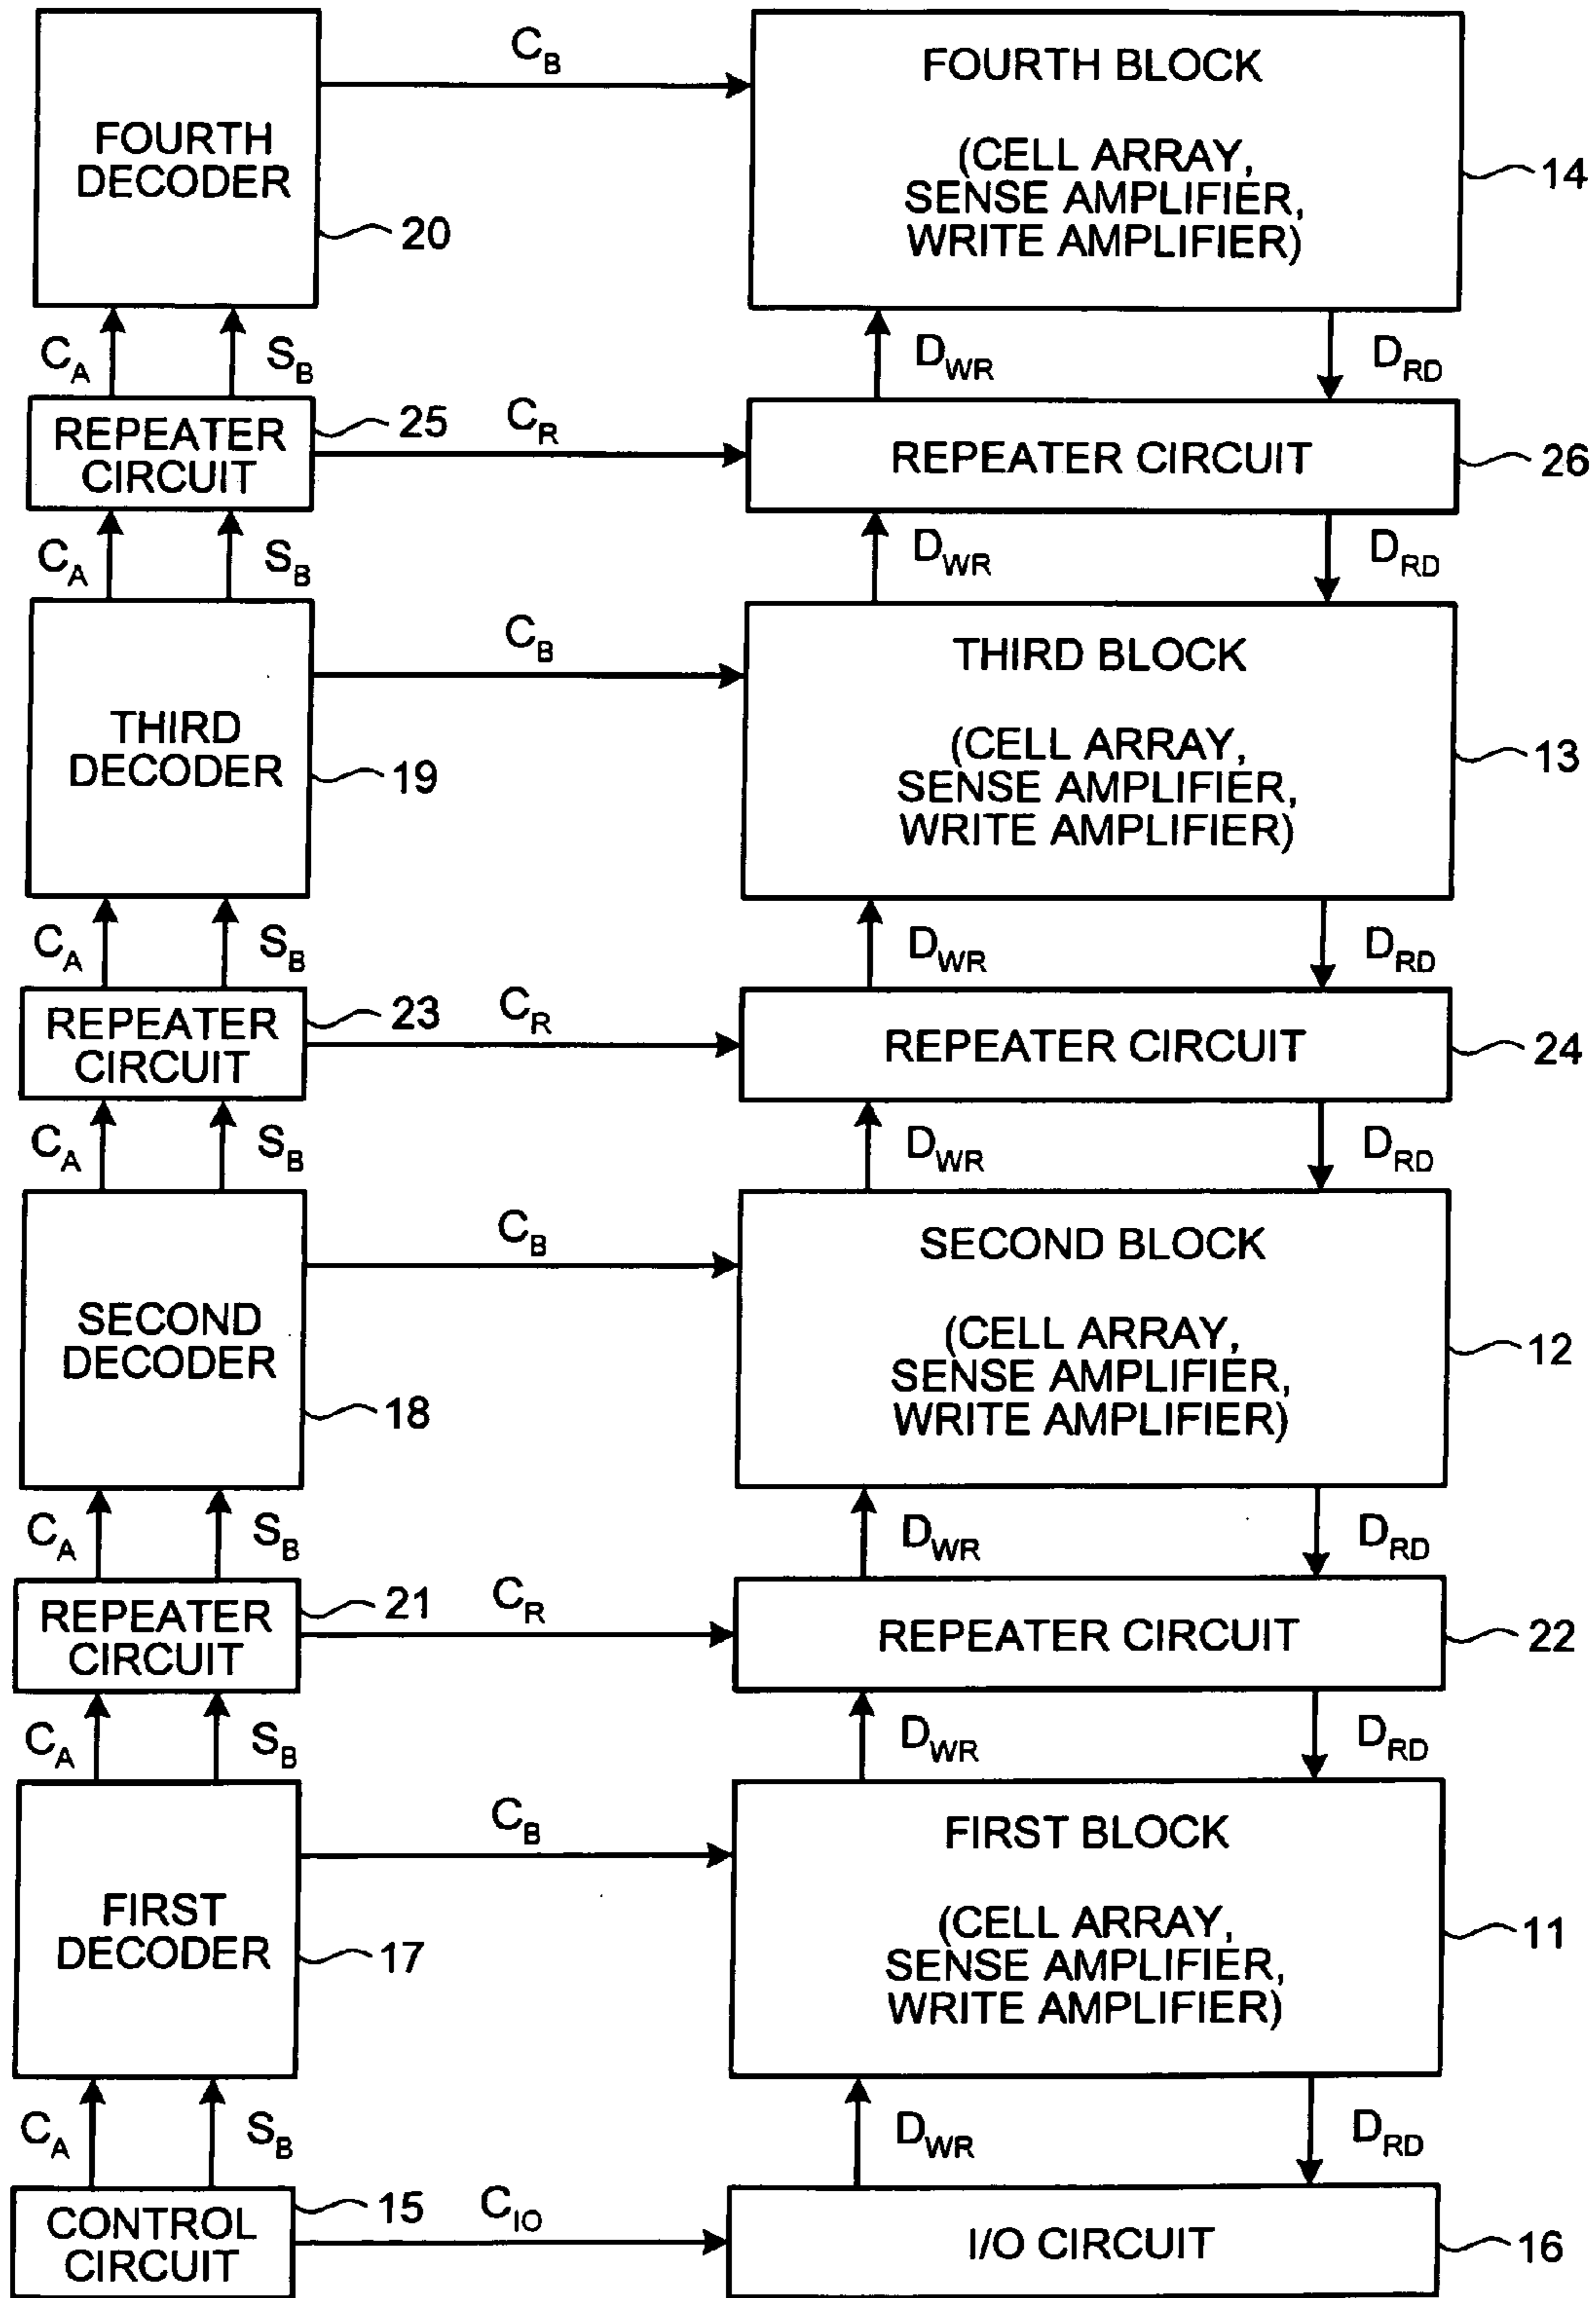 C_B
FOURTH BLOCK
FOURTH
DECODER
(CELL ARRAY,
SENSE AMPLIFIER,
WRITE AMPLIFIER)
14
20
C_A
S_B
D_WR
D_RD
REPEATER
CIRCUIT
25
C_R
REPEATER CIRCUIT
26
C_A
S_B
D_WR
D_RD
C_B
THIRD BLOCK
THIRD
DECODER
(CELL ARRAY,
SENSE AMPLIFIER,
WRITE AMPLIFIER)
13
19
C_A
S_B
D_WR
D_RD
REPEATER
CIRCUIT
23
C_R
REPEATER CIRCUIT
24
C_A
S_B
D_WR
D_RD
C_B
SECOND BLOCK
SECOND
DECODER
(CELL ARRAY,
SENSE AMPLIFIER,
WRITE AMPLIFIER)
12
18
C_A
S_B
D_WR
D_RD
REPEATER
CIRCUIT
21
C_R
REPEATER CIRCUIT
22
C_A
S_B
D_WR
D_RD
C_B
FIRST BLOCK
FIRST
DECODER
(CELL ARRAY,
SENSE AMPLIFIER,
WRITE AMPLIFIER)
11
17
C_A
S_B
D_WR
D_RD
CONTROL
CIRCUIT
15
C_IO
I/O CIRCUIT
16